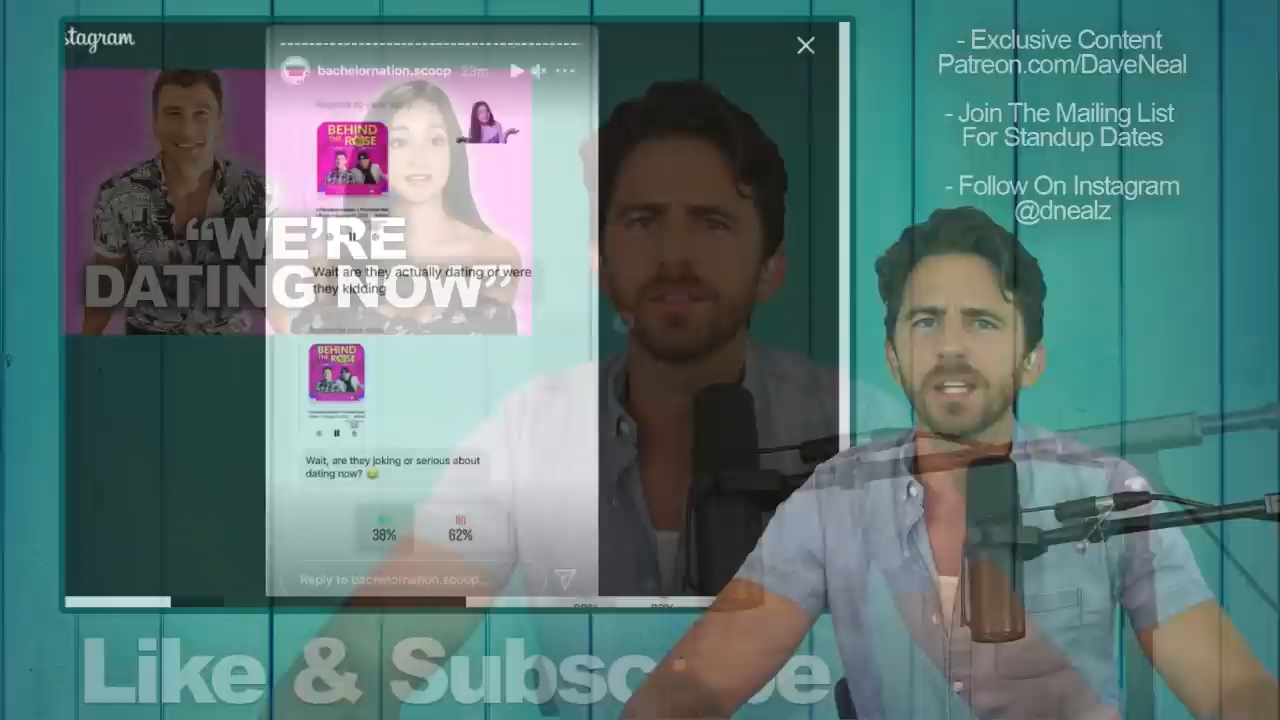 stagram
bachelornation.scoop 23m
BEHIND
THE ROSE
"WE'RE
DATING NOW"
Wait are they actually dating or were
they kidding
BEHIND
THE ROSE
Wait, are they joking or serious about
dating now? 😂
38% 62%
Reply to bachelornation.scoop...
- Exclusive Content
Patreon.com/DaveNeal
- Join The Mailing List
For Standup Dates
- Follow On Instagram
@dnealz
Like & Subscribe